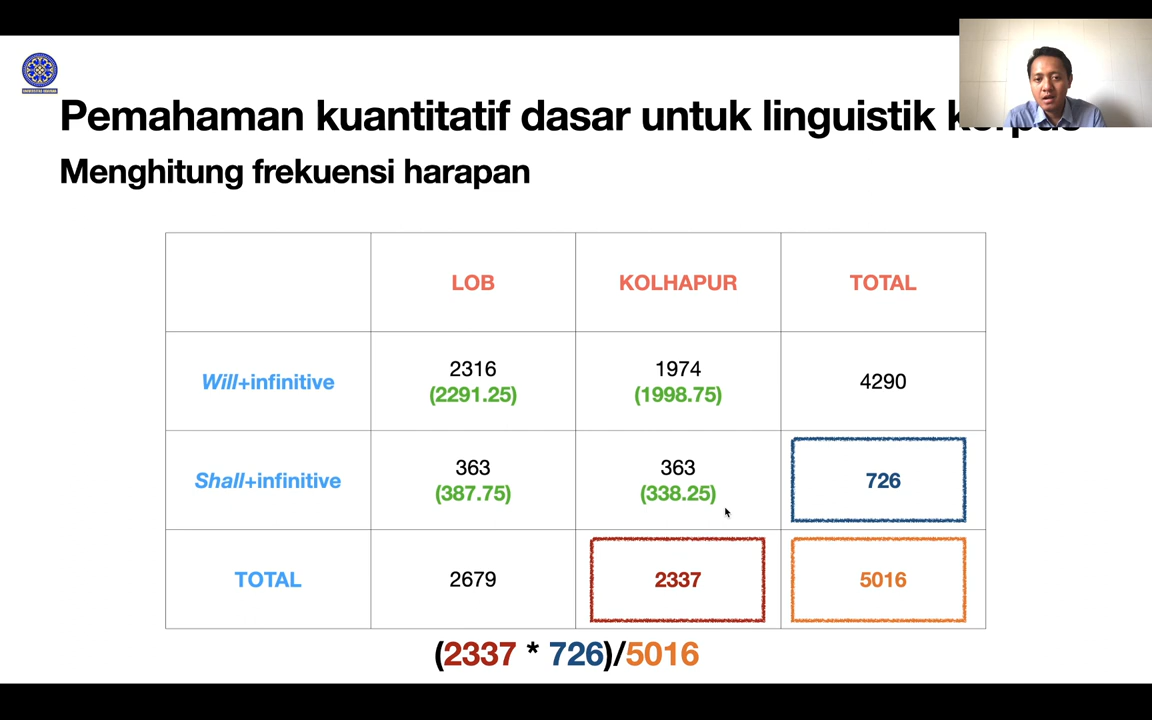 Pemahaman kuantitatif dasar untuk linguistik
Menghitung frekuensi harapan
LOB KOLHAPUR TOTAL
Will+infinitive 2316 (2291.25) 1974 (1998.75) 4290
Shall+infinitive 363 (387.75) 363 (338.25) 726
TOTAL 2679 2337 5016
(2337 * 726)/5016